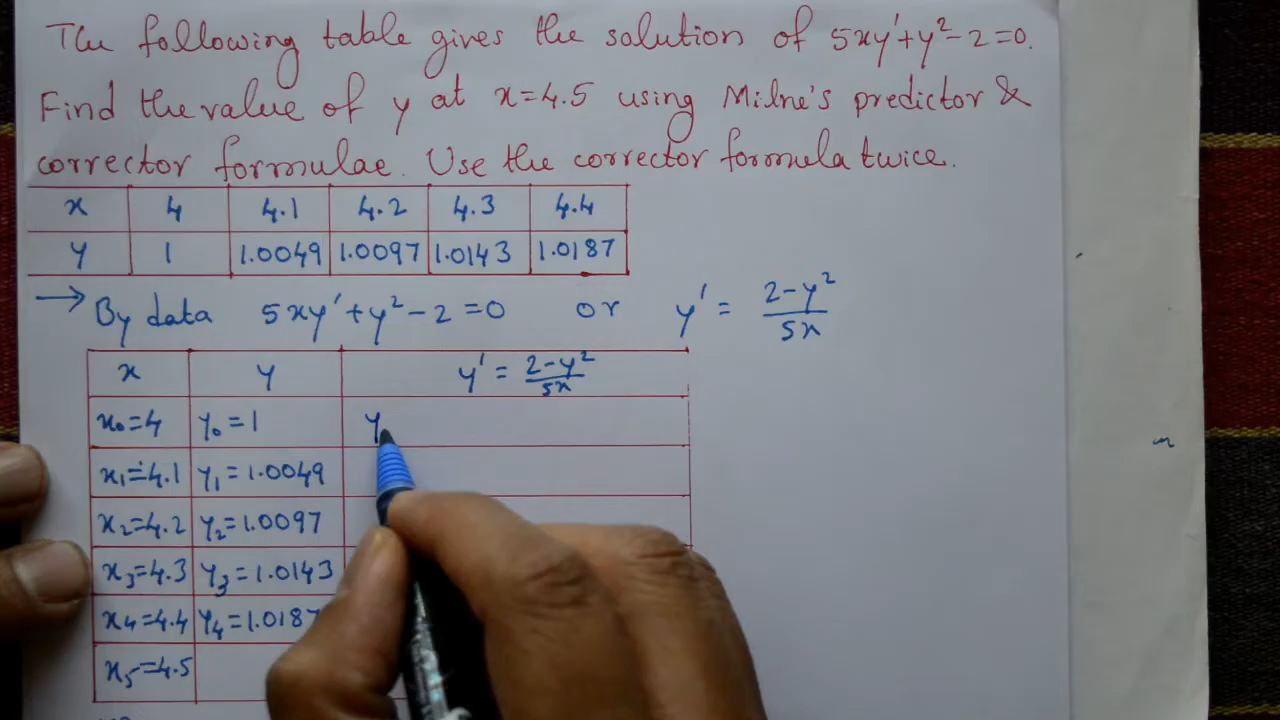 The following table gives the solution of 5xy'+y²-2=0.
Find the value of y at x=4.5 using Milne's predictor &
corrector formulae. Use the corrector formula twice.
x 4 4.1 4.2 4.3 4.4
y 1 1.0049 1.0097 1.0143 1.0187
→ By data 5xy'+y²-2=0 or y' = (2-y²)/5x
x y y' = (2-y²)/5x
x₀=4 y₀=1 y
x₁=4.1 y₁=1.0049
x₂=4.2 y₂=1.0097
x₃=4.3 y₃=1.0143
x₄=4.4 y₄=1.0187
x₅=4.5